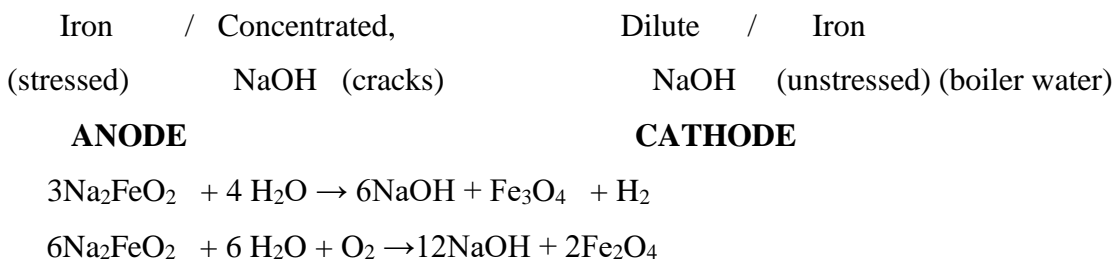 Iron / Concentrated, Dilute / Iron
(stressed) NaOH (cracks) NaOH (unstressed) (boiler water)
ANODE CATHODE
3Na₂FeO₂ + 4 H₂O → 6NaOH + Fe₃O₄ + H₂
6Na₂FeO₂ + 6 H₂O + O₂ →12NaOH + 2Fe₂O₄